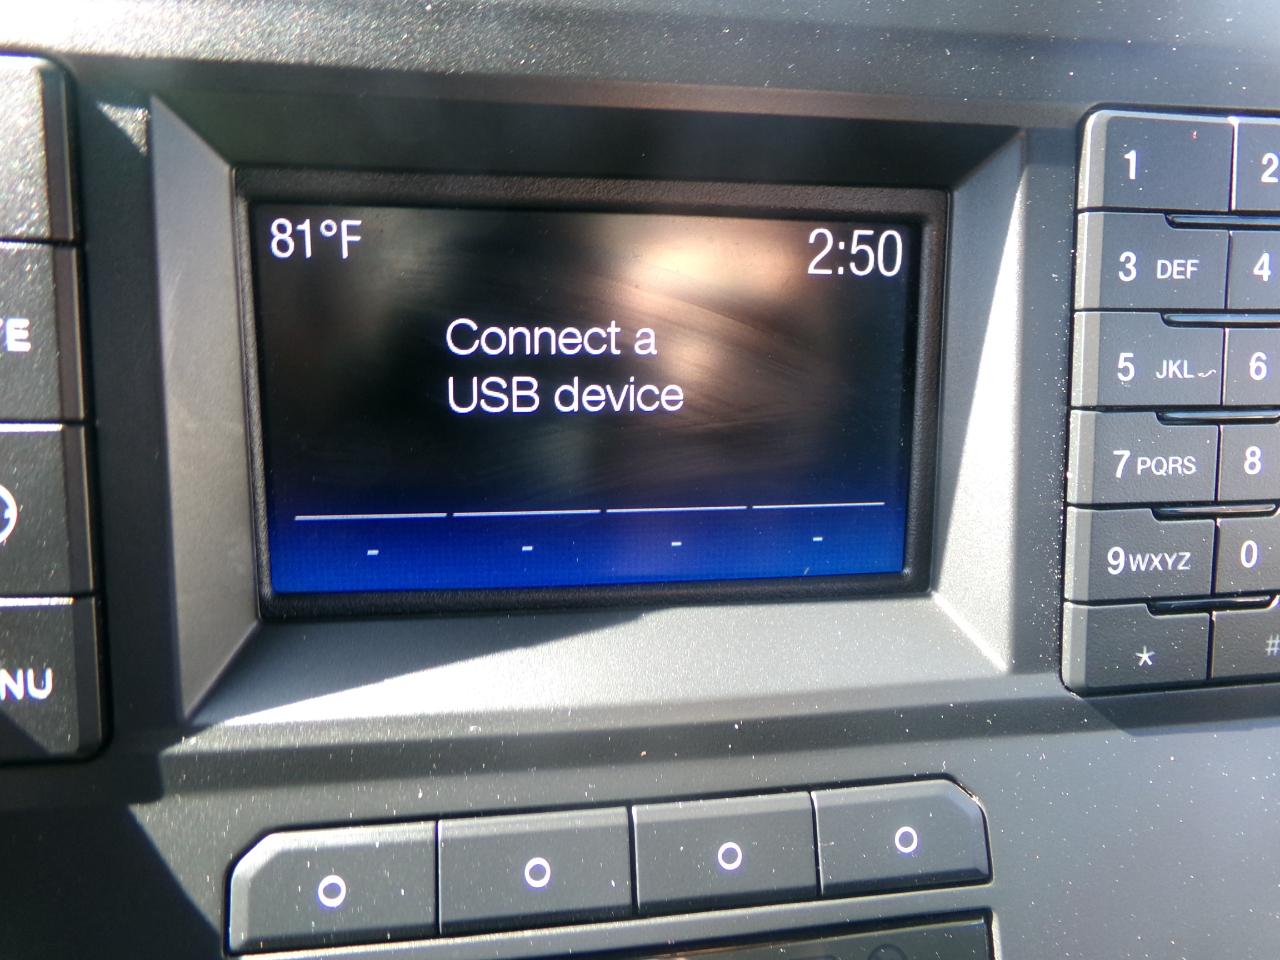 81°F 2:50
Connect a
USB device
- - - -
1 2
3 DEF 4
5 JKL 6
7 PQRS 8
9 WXYZ 0
* #
E
NU